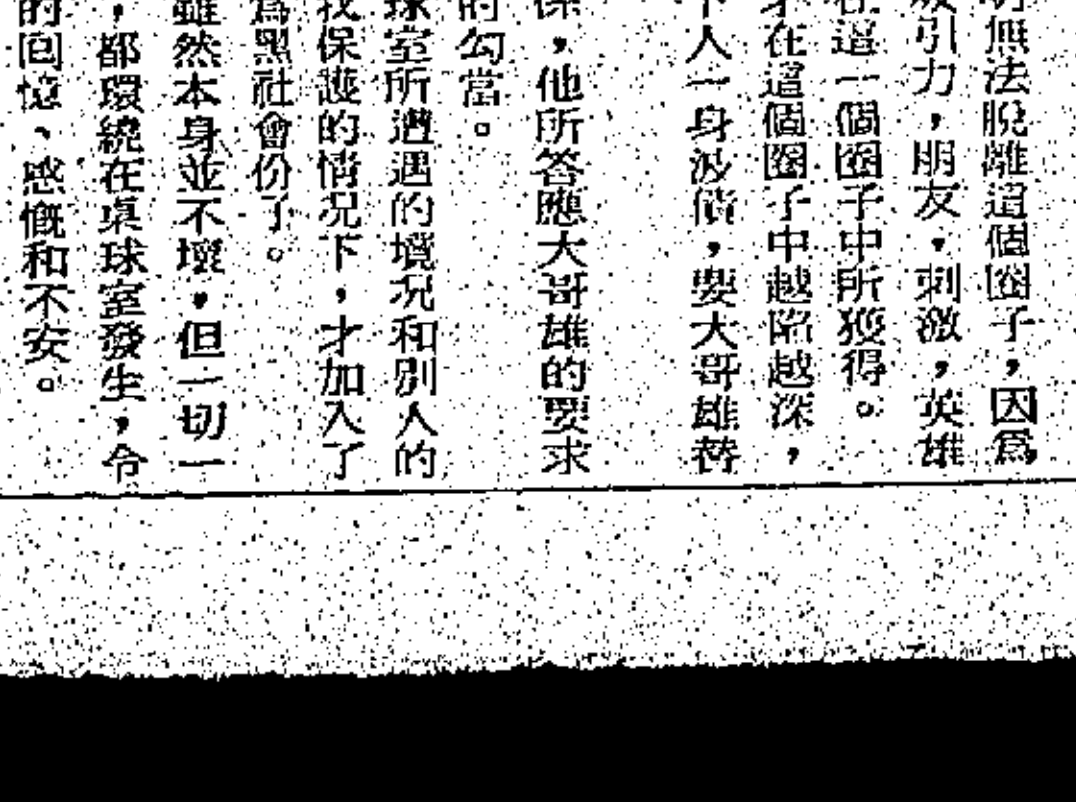 無法脫離這個圈子，因爲
引力，朋友，刺激，英雄
在這一個圈子中所獲得。
才在這個圈子中越陷越深，
下人一身波債，要大哥雄替
係，他所答應大哥雄的要求
的勾當。
球室所遭遇的境況和別人的
我保護的情況下，才加入了
爲黑社會份子。
雖然本身並不壞，但一切一
，都環繞在桌球室發生，令
的回憶、感慨和不安。